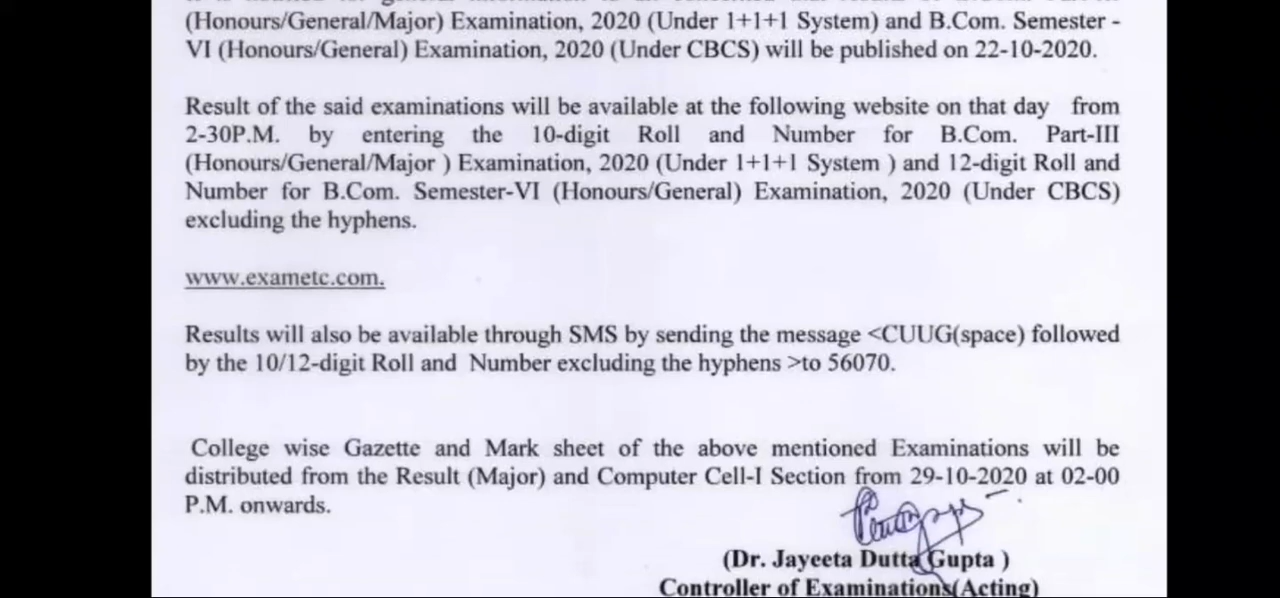 (Honours/General/Major) Examination, 2020 (Under 1+1+1 System) and B.Com. Semester -
VI (Honours/General) Examination, 2020 (Under CBCS) will be published on 22-10-2020.
Result of the said examinations will be available at the following website on that day from
2-30P.M. by entering the 10-digit Roll and Number for B.Com. Part-III
(Honours/General/Major ) Examination, 2020 (Under 1+1+1 System ) and 12-digit Roll and
Number for B.Com. Semester-VI (Honours/General) Examination, 2020 (Under CBCS)
excluding the hyphens.
www.exametc.com.
Results will also be available through SMS by sending the message <CUUG(space) followed
by the 10/12-digit Roll and Number excluding the hyphens >to 56070.
College wise Gazette and Mark sheet of the above mentioned Examinations will be
distributed from the Result (Major) and Computer Cell-I Section from 29-10-2020 at 02-00
P.M. onwards.
(Dr. Jayeeta Dutta Gupta )
Controller of Examinations(Acting)